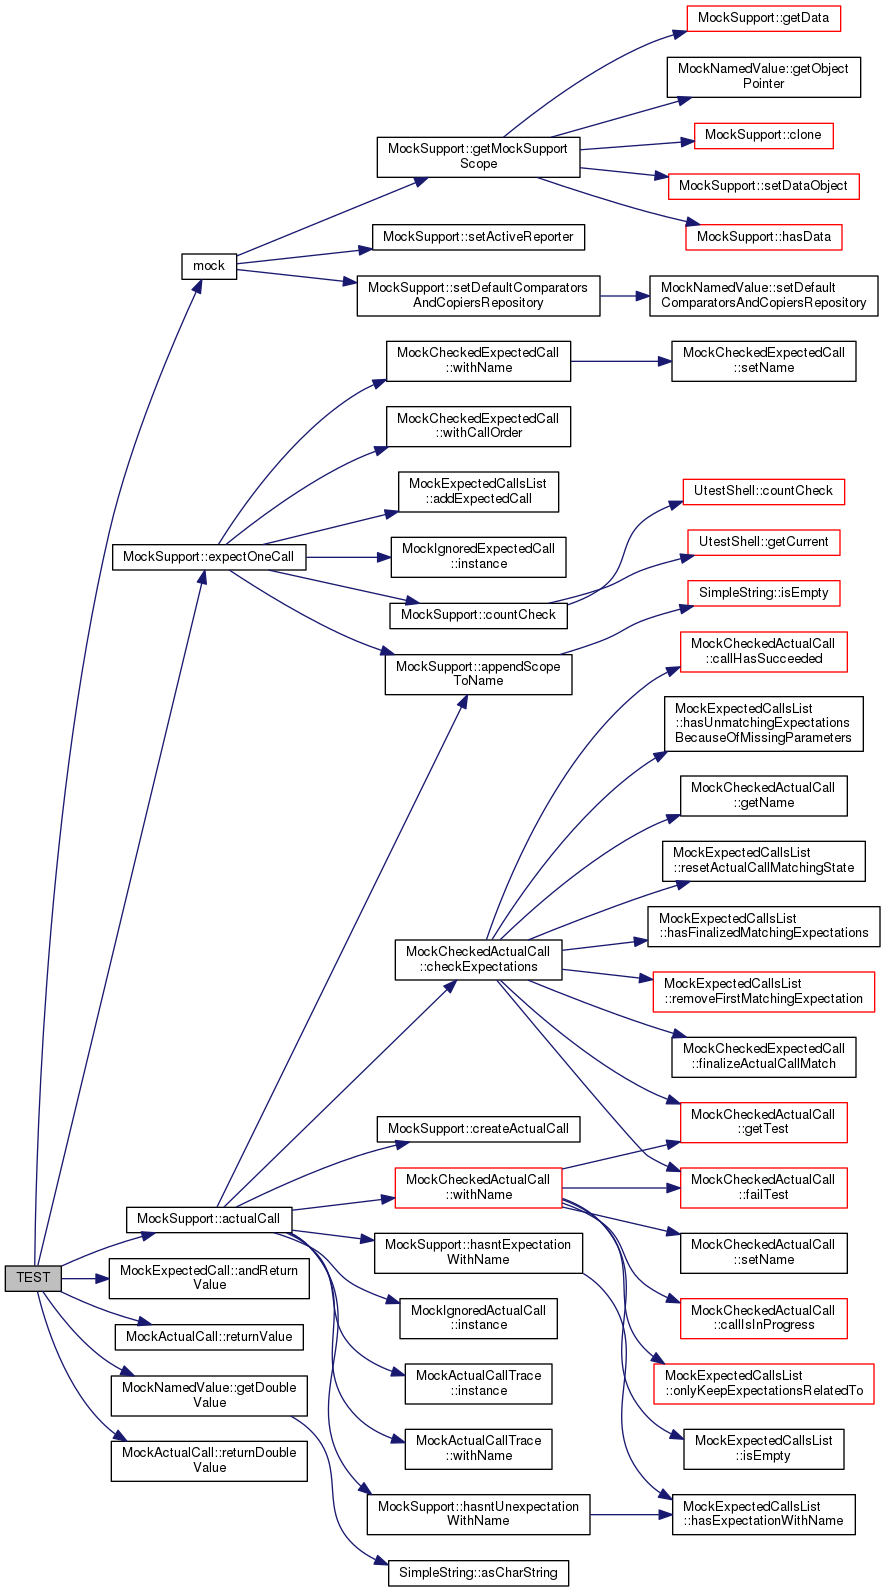 MockSupport::getData
MockNamedValue::getObject
Pointer
MockSupport::getMockSupport
Scope
MockSupport::clone
MockSupport::setDataObject
MockSupport::hasData
MockSupport::setActiveReporter
mock
MockSupport::setDefaultComparators
AndCopiersRepository
MockNamedValue::setDefault
ComparatorsAndCopiersRepository
MockCheckedExpectedCall
::withName
MockCheckedExpectedCall
::setName
MockCheckedExpectedCall
::withCallOrder
MockExpectedCallsList
::addExpectedCall
UtestShell::countCheck
MockSupport::expectOneCall
MockIgnoredExpectedCall
::instance
UtestShell::getCurrent
MockSupport::countCheck
SimpleString::isEmpty
MockSupport::appendScope
ToName
MockCheckedActualCall
::callHasSucceeded
MockExpectedCallsList
::hasUnmatchingExpectations
BecauseOfMissingParameters
MockCheckedActualCall
::getName
MockExpectedCallsList
::resetActualCallMatchingState
MockExpectedCallsList
::hasFinalizedMatchingExpectations
MockCheckedActualCall
::checkExpectations
MockExpectedCallsList
::removeFirstMatchingExpectation
MockCheckedExpectedCall
::finalizeActualCallMatch
MockCheckedActualCall
::getTest
MockSupport::createActualCall
MockCheckedActualCall
::withName
MockCheckedActualCall
::failTest
MockSupport::actualCall
MockSupport::hasntExpectation
WithName
MockCheckedActualCall
::setName
TEST
MockExpectedCall::andReturn
Value
MockIgnoredActualCall
::instance
MockCheckedActualCall
::callIsInProgress
MockActualCall::returnValue
MockActualCallTrace
::instance
MockExpectedCallsList
::onlyKeepExpectationsRelatedTo
MockNamedValue::getDouble
Value
MockActualCallTrace
::withName
MockExpectedCallsList
::isEmpty
MockActualCall::returnDouble
Value
MockSupport::hasntUnexpectation
WithName
MockExpectedCallsList
::hasExpectationWithName
SimpleString::asCharString